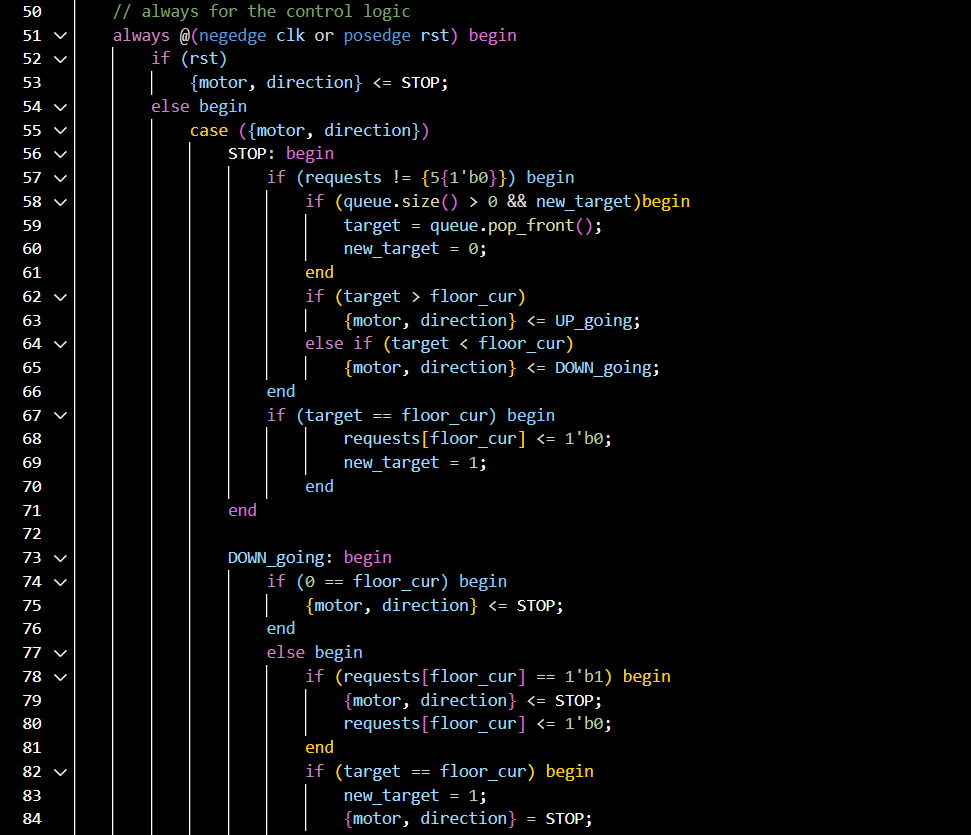 50 // always for the control logic
51 always @(negedge clk or posedge rst) begin
52 if (rst)
53 {motor, direction} <= STOP;
54 else begin
55 case ({motor, direction})
56 STOP: begin
57 if (requests != {5{1'b0}}) begin
58 if (queue.size() > 0 && new_target)begin
59 target = queue.pop_front();
60 new_target = 0;
61 end
62 if (target > floor_cur)
63 {motor, direction} <= UP_going;
64 else if (target < floor_cur)
65 {motor, direction} <= DOWN_going;
66 end
67 if (target == floor_cur) begin
68 requests[floor_cur] <= 1'b0;
69 new_target = 1;
70 end
71 end
72
73 DOWN_going: begin
74 if (0 == floor_cur) begin
75 {motor, direction} <= STOP;
76 end
77 else begin
78 if (requests[floor_cur] == 1'b1) begin
79 {motor, direction} <= STOP;
80 requests[floor_cur] <= 1'b0;
81 end
82 if (target == floor_cur) begin
83 new_target = 1;
84 {motor, direction} = STOP;